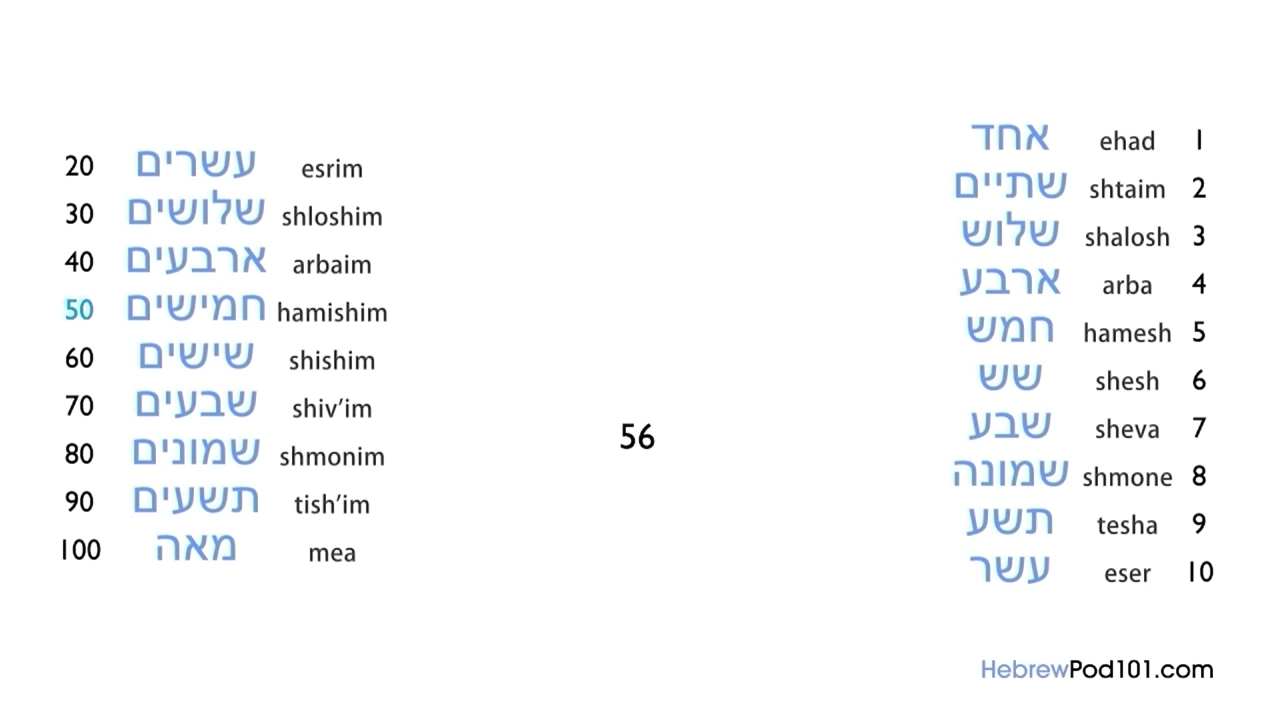 20 עשרים esrim
30 שלושים shloshim
40 ארבעים arbaim
50 חמישים hamishim
60 שישים shishim
70 שבעים shiv’im
80 שמונים shmonim
90 תשעים tish’im
100 מאה mea
56
אחד ehad 1
שתיים shtaim 2
שלוש shalosh 3
ארבע arba 4
חמש hamesh 5
שש shesh 6
שבע sheva 7
שמונה shmone 8
תשע tesha 9
עשר eser 10
HebrewPod101.com